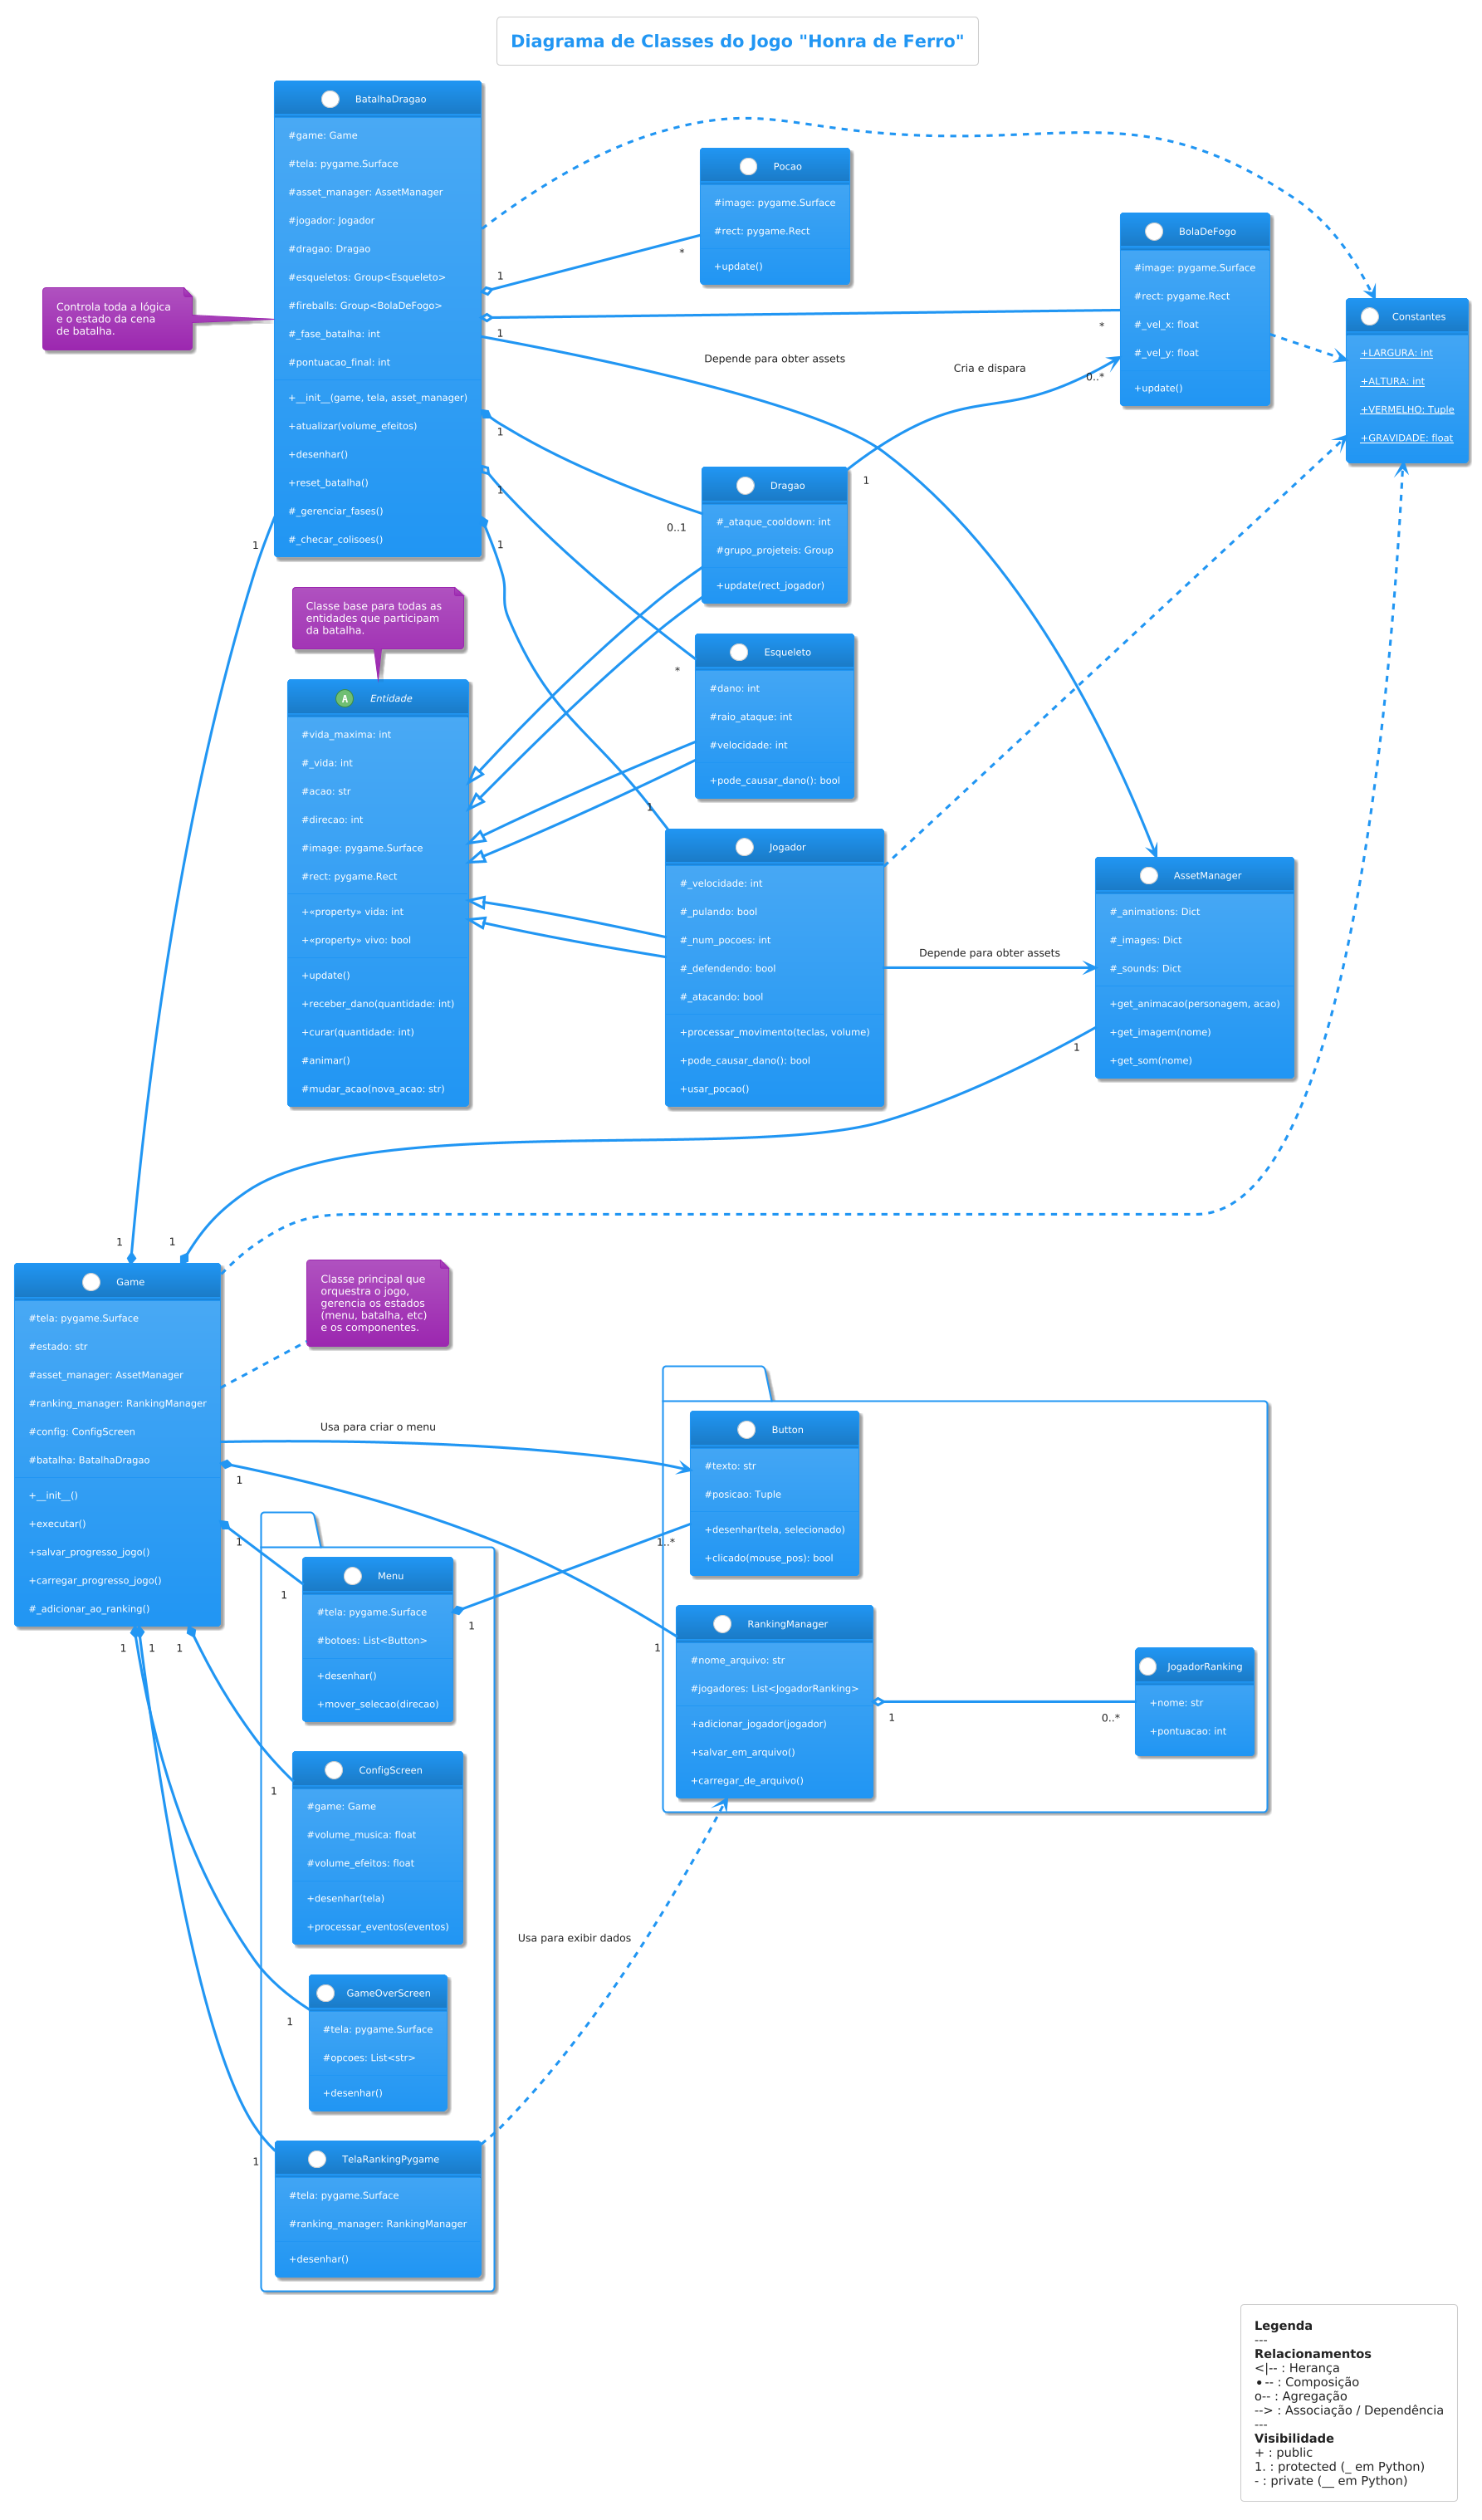 Diagrama de Classes do Jogo "Honra de Ferro"
BatalhaDragao
#game: Game
#tela: pygame.Surface
#asset_manager: AssetManager
#jogador: Jogador
#dragao: Dragao
#esqueletos: Group<Esqueleto>
#fireballs: Group<BolaDeFogo>
#_fase_batalha: int
#pontuacao_final: int
+__init__(game, tela, asset_manager)
+atualizar(volume_efeitos)
+desenhar()
+reset_batalha()
#_gerenciar_fases()
#_checar_colisoes()
Controla toda a lógica
e o estado da cena
de batalha.
Pocao
#image: pygame.Surface
#rect: pygame.Rect
+update()
BolaDeFogo
#image: pygame.Surface
#rect: pygame.Rect
#_vel_x: float
#_vel_y: float
+update()
Constantes
+LARGURA: int
+ALTURA: int
+VERMELHO: Tuple
+GRAVIDADE: float
1
*
1
*
Depende para obter assets
Cria e dispara
0..*
1
1
0..1
1
*
1
1
1
Dragao
#_ataque_cooldown: int
#grupo_projeteis: Group
+update(rect_jogador)
Classe base para todas as
entidades que participam
da batalha.
Esqueleto
#dano: int
#raio_ataque: int
#velocidade: int
+pode_causar_dano(): bool
A
Entidade
#vida_maxima: int
#_vida: int
#acao: str
#direcao: int
#image: pygame.Surface
#rect: pygame.Rect
+«property» vida: int
+«property» vivo: bool
+update()
+receber_dano(quantidade: int)
+curar(quantidade: int)
#animar()
#mudar_acao(nova_acao: str)
Jogador
#_velocidade: int
#_pulando: bool
#_num_pocoes: int
#_defendendo: bool
#_atacando: bool
+processar_movimento(teclas, volume)
+pode_causar_dano(): bool
+usar_pocao()
Depende para obter assets
AssetManager
#_animations: Dict
#_images: Dict
#_sounds: Dict
+get_animacao(personagem, acao)
+get_imagem(nome)
+get_som(nome)
1
1
1
Game
#tela: pygame.Surface
#estado: str
#asset_manager: AssetManager
#ranking_manager: RankingManager
#config: ConfigScreen
#batalha: BatalhaDragao
+__init__()
+executar()
+salvar_progresso_jogo()
+carregar_progresso_jogo()
#_adicionar_ao_ranking()
Classe principal que
orquestra o jogo,
gerencia os estados
(menu, batalha, etc)
e os componentes.
Usa para criar o menu
1
1
1
1
1
1
Button
#texto: str
#posicao: Tuple
+desenhar(tela, selecionado)
+clicado(mouse_pos): bool
1..*
Menu
#tela: pygame.Surface
#botoes: List<Button>
+desenhar()
+mover_selecao(direcao)
1
1
RankingManager
#nome_arquivo: str
#jogadores: List<JogadorRanking>
+adicionar_jogador(jogador)
+salvar_em_arquivo()
+carregar_de_arquivo()
1
0..*
JogadorRanking
+nome: str
+pontuacao: int
ConfigScreen
#game: Game
#volume_musica: float
#volume_efeitos: float
+desenhar(tela)
+processar_eventos(eventos)
1
Usa para exibir dados
GameOverScreen
#tela: pygame.Surface
#opcoes: List<str>
+desenhar()
1
TelaRankingPygame
#tela: pygame.Surface
#ranking_manager: RankingManager
+desenhar()
1
Legenda
---
Relacionamentos
<|-- : Herança
•-- : Composição
o-- : Agregação
--> : Associação / Dependência
---
Visibilidade
+ : public
1. : protected (_ em Python)
- : private (__ em Python)